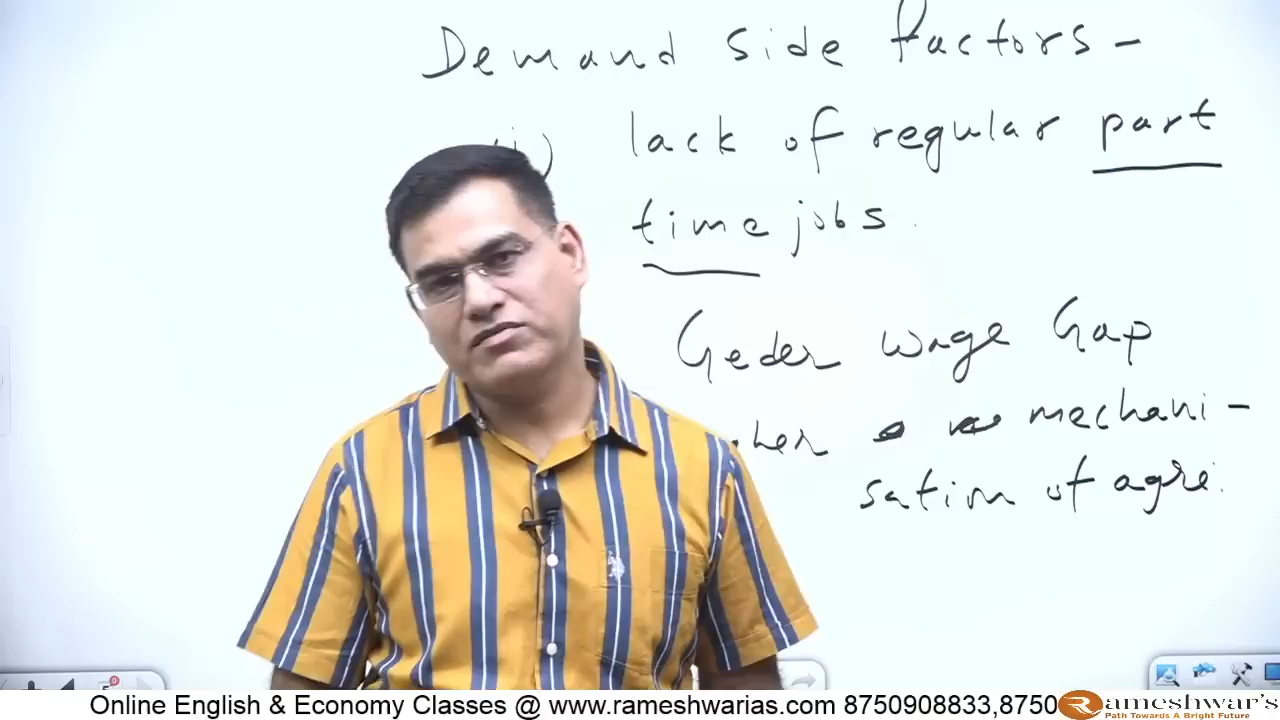 Demand side factors -
i) lack of regular part
time jobs.
Geder wage Gap
mechani -
sation of agri.
Online English & Economy Classes @ www.rameshwarias.com 8750908833,8750
Rameshwar's
Path Towards A Bright Future